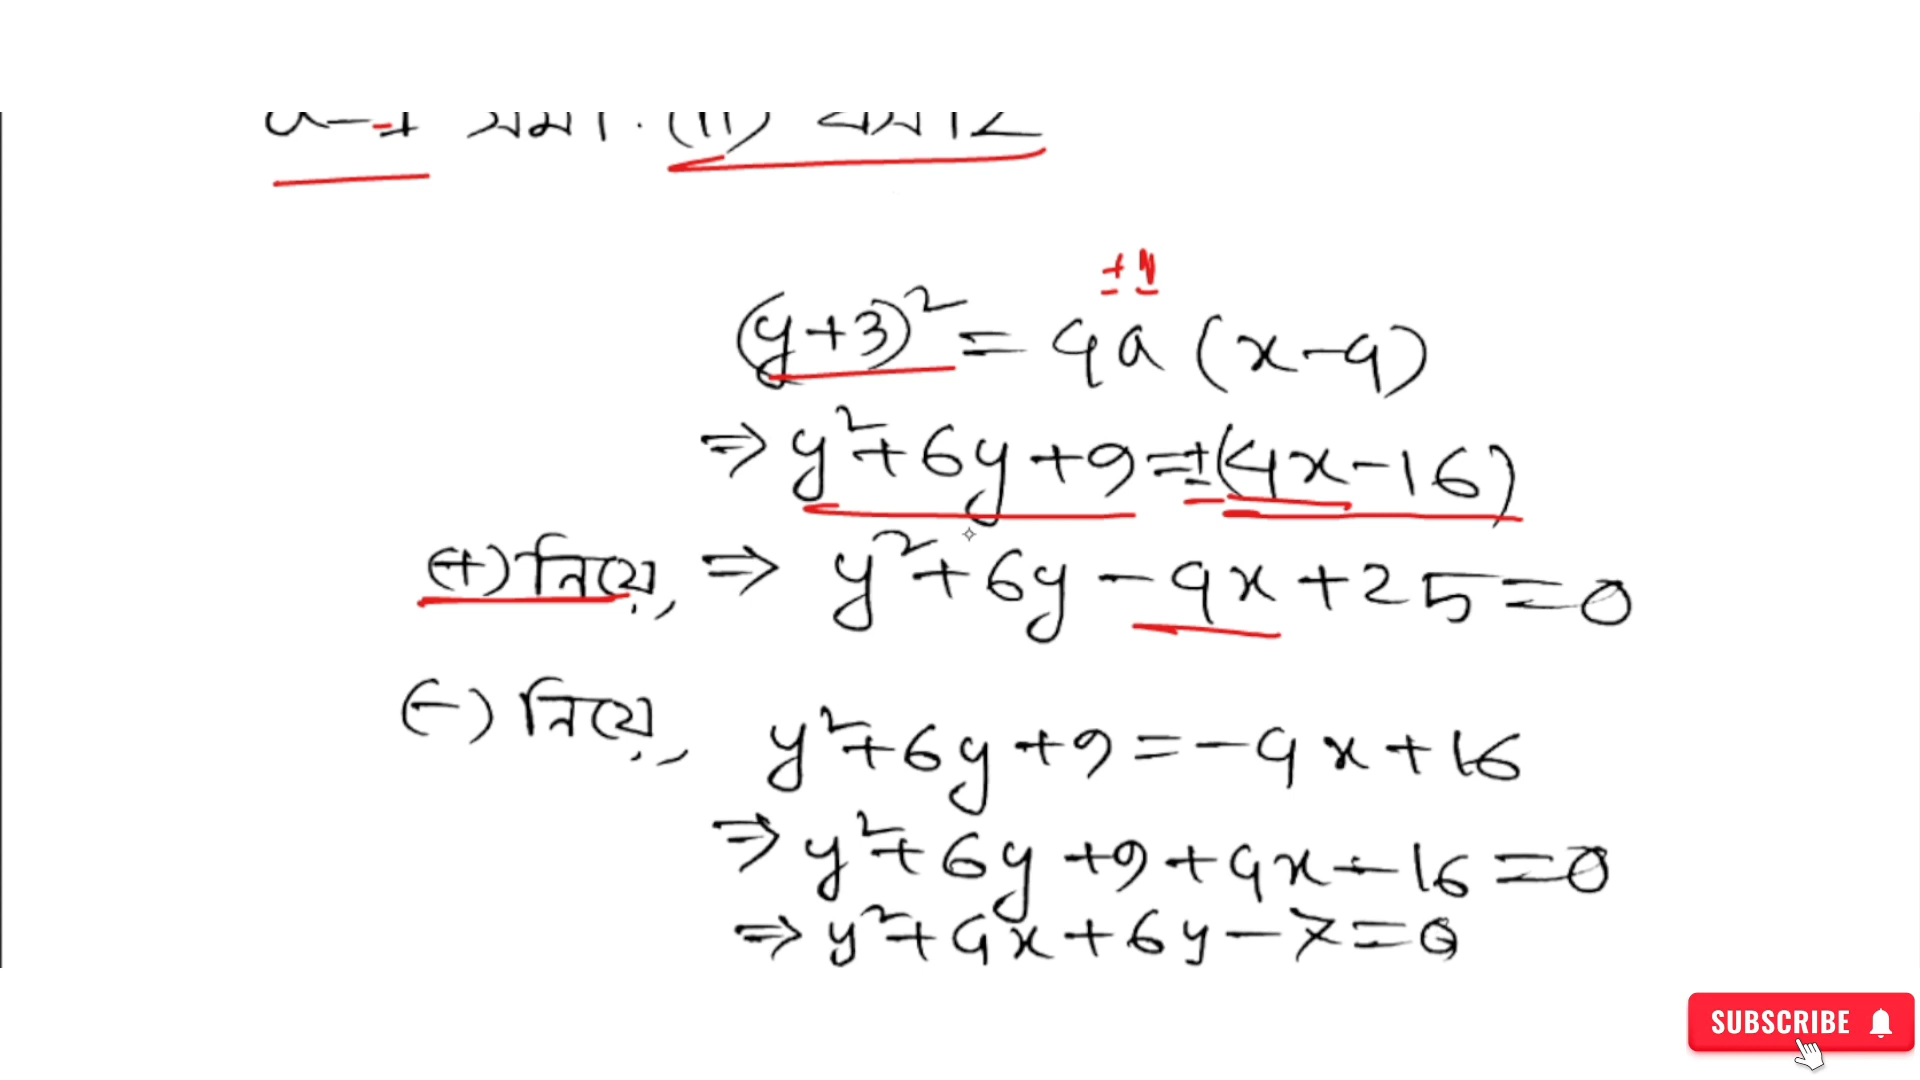 ± 1
(y+3)² = 4a (x-4)
⇒ y²+6y+9=±(4x-16)
(+) নিয়ে, ⇒ y²+6y-4x+25=0
(-) নিয়ে, y²+6y+9=-4x+16
⇒ y²+6y+9+4x-16=0
⇒ y²+4x+6y-7=0
SUBSCRIBE